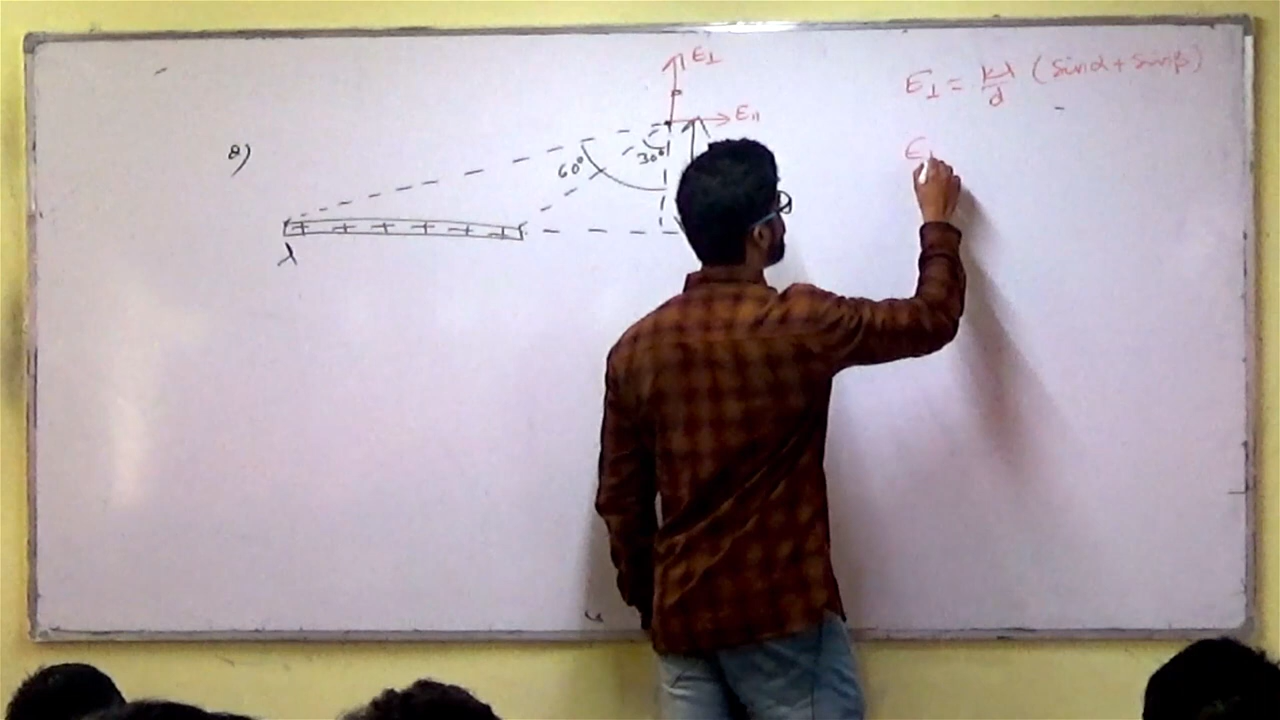 E⊥
E⊥ = kλ/d (sinα + sinβ)
E||
Q)
30°
60°
E
+ + + + + +
λ